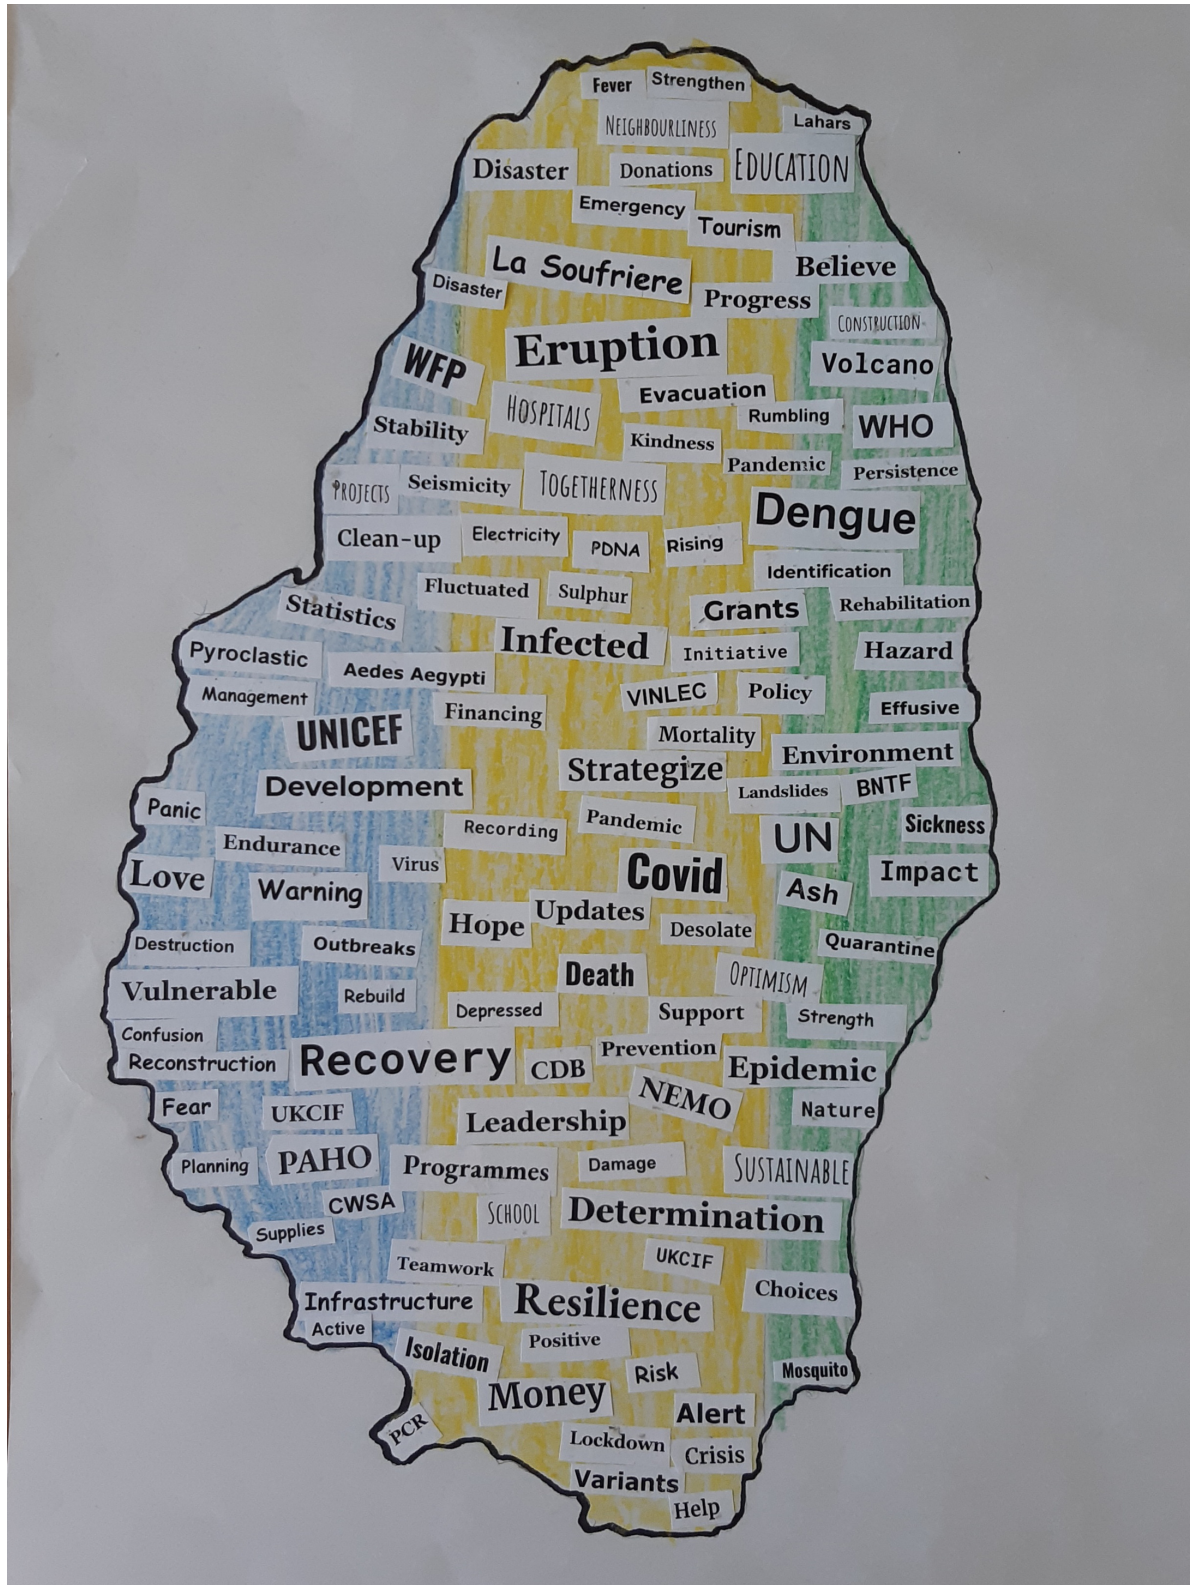 Fever
Strengthen
NEIGHBOURLINESS
Lahars
Disaster
Donations
EDUCATION
Emergency
Tourism
La Soufriere
Believe
Disaster
Progress
CONSTRUCTION
Eruption
WFP
Volcano
Evacuation
HOSPITALS
Rumbling
WHO
Stability
Kindness
Pandemic
Persistence
PROJECTS
Seismicity
TOGETHERNESS
Dengue
Clean-up
Electricity
PDNA
Rising
Identification
Fluctuated
Sulphur
Statistics
Grants
Rehabilitation
Infected
Initiative
Hazard
Pyroclastic
Aedes Aegypti
Management
VINLEC
Policy
Effusive
Financing
UNICEF
Mortality
Environment
Strategize
Development
Landslides
BNTF
Panic
Recording
Pandemic
UN
Sickness
Endurance
Virus
Covid
Impact
Love
Warning
Ash
Hope
Updates
Desolate
Destruction
Outbreaks
Quarantine
Death
OPTIMISM
Vulnerable
Rebuild
Depressed
Support
Strength
Confusion
Reconstruction
Recovery
CDB
Prevention
Epidemic
Fear
UKCIF
NEMO
Nature
Leadership
Planning
PAHO
Programmes
Damage
SUSTAINABLE
CWSA
SCHOOL
Determination
Supplies
Teamwork
UKCIF
Choices
Infrastructure
Resilience
Active
Isolation
Positive
Risk
Mosquito
Money
Alert
PCR
Lockdown
Crisis
Variants
Help